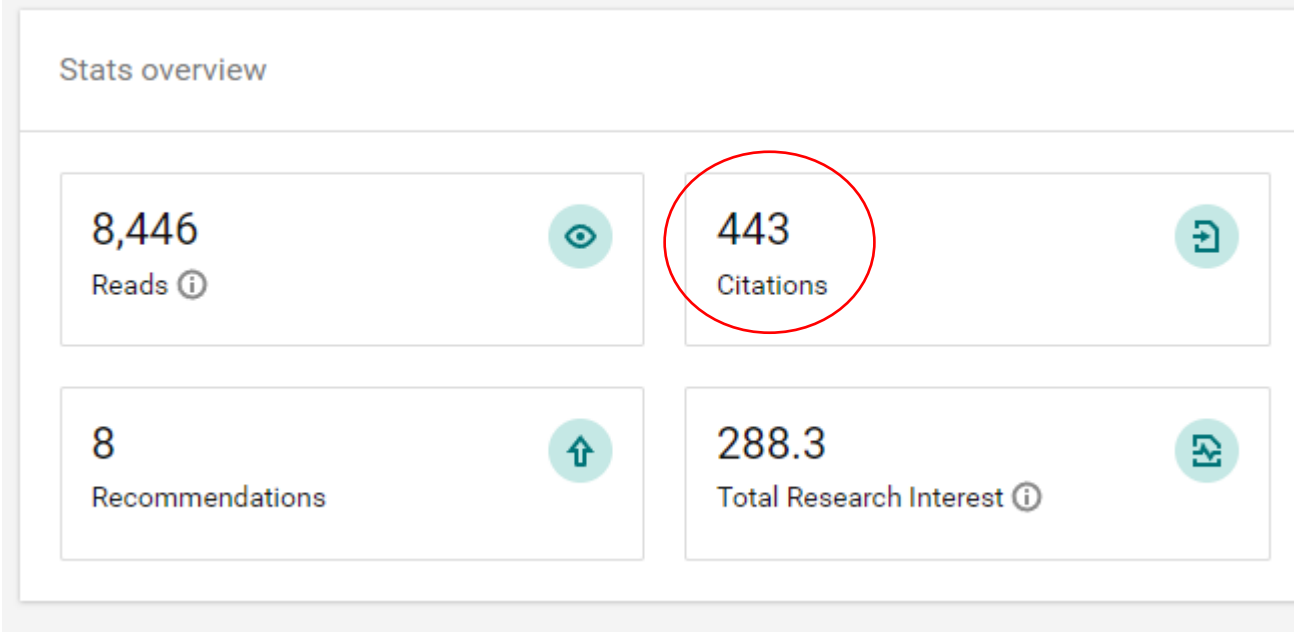 Stats overview
8,446
Reads
443
Citations
8
Recommendations
288.3
Total Research Interest